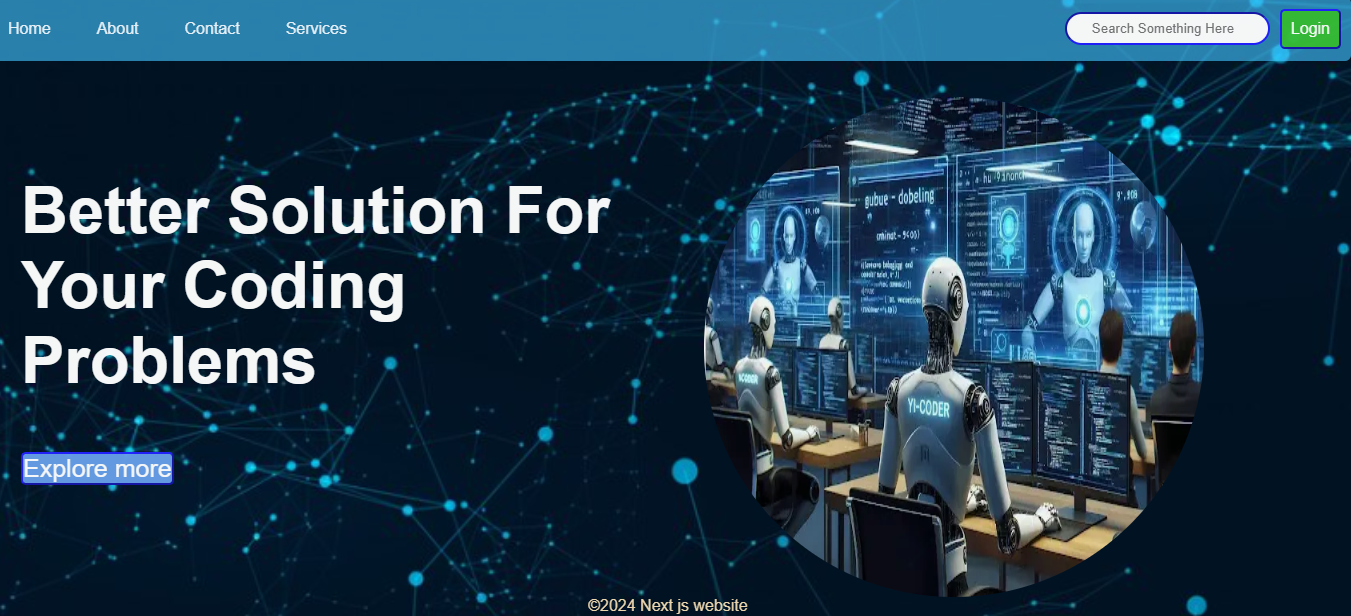 Home About Contact Services Search Something Here Login
Better Solution For
Your Coding
Problems
Explore more
gubue - dobeling
YI-CODER
©2024 Next js website